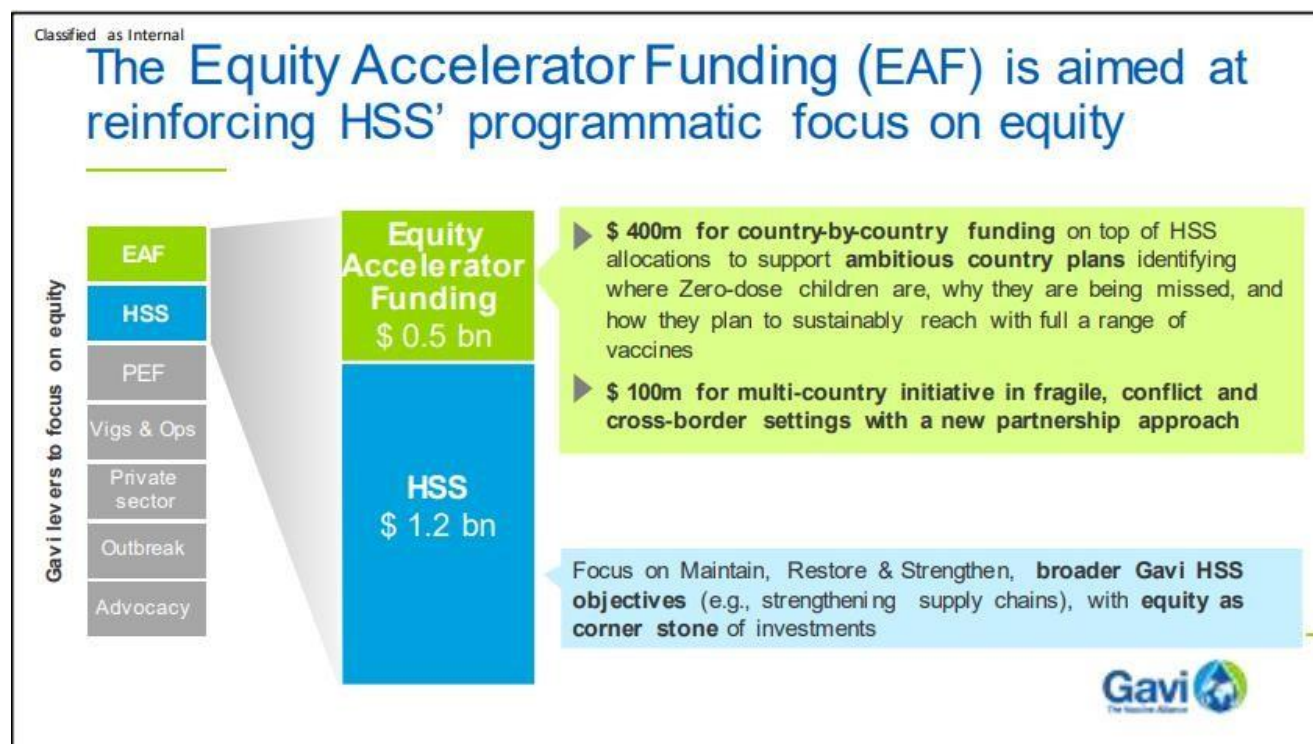 Classified as Internal
The Equity Accelerator Funding (EAF) is aimed at
reinforcing HSS' programmatic focus on equity
Gavi levers to focus on equity
EAF
HSS
PEF
Vigs & Ops
Private
sector
Outbreak
Advocacy
Equity
Accelerator
Funding
$ 0.5 bn
HSS
$ 1.2 bn
$ 400m for country-by-country funding on top of HSS
allocations to support ambitious country plans identifying
where Zero-dose children are, why they are being missed, and
how they plan to sustainably reach with full a range of
vaccines
$ 100m for multi-country initiative in fragile, conflict and
cross-border settings with a new partnership approach
Focus on Maintain, Restore & Strengthen, broader Gavi HSS
objectives (e.g., strengthening supply chains), with equity as
corner stone of investments
Gavi
The Vaccine Alliance